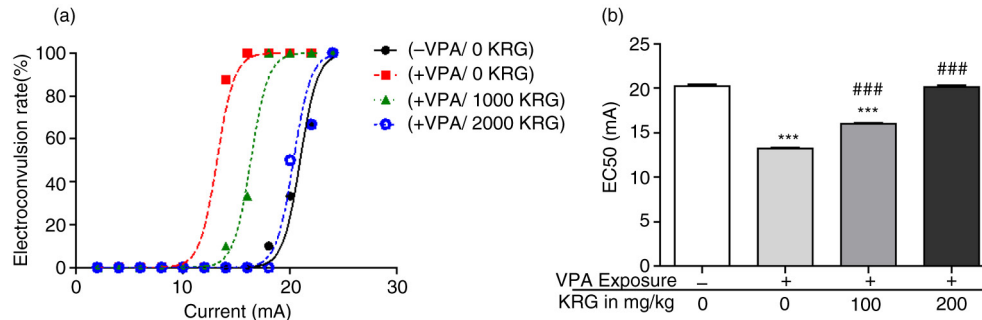 (a)
Electroconvulsion rate(%)
100
80
60
40
20
0
0 10 20 30
Current (mA)
(–VPA/ 0 KRG)
(+VPA/ 0 KRG)
(+VPA/ 1000 KRG)
(+VPA/ 2000 KRG)
(b)
EC50 (mA)
25
20
15
10
5
0
***
###
***
###
VPA Exposure – + + +
KRG in mg/kg 0 0 100 200